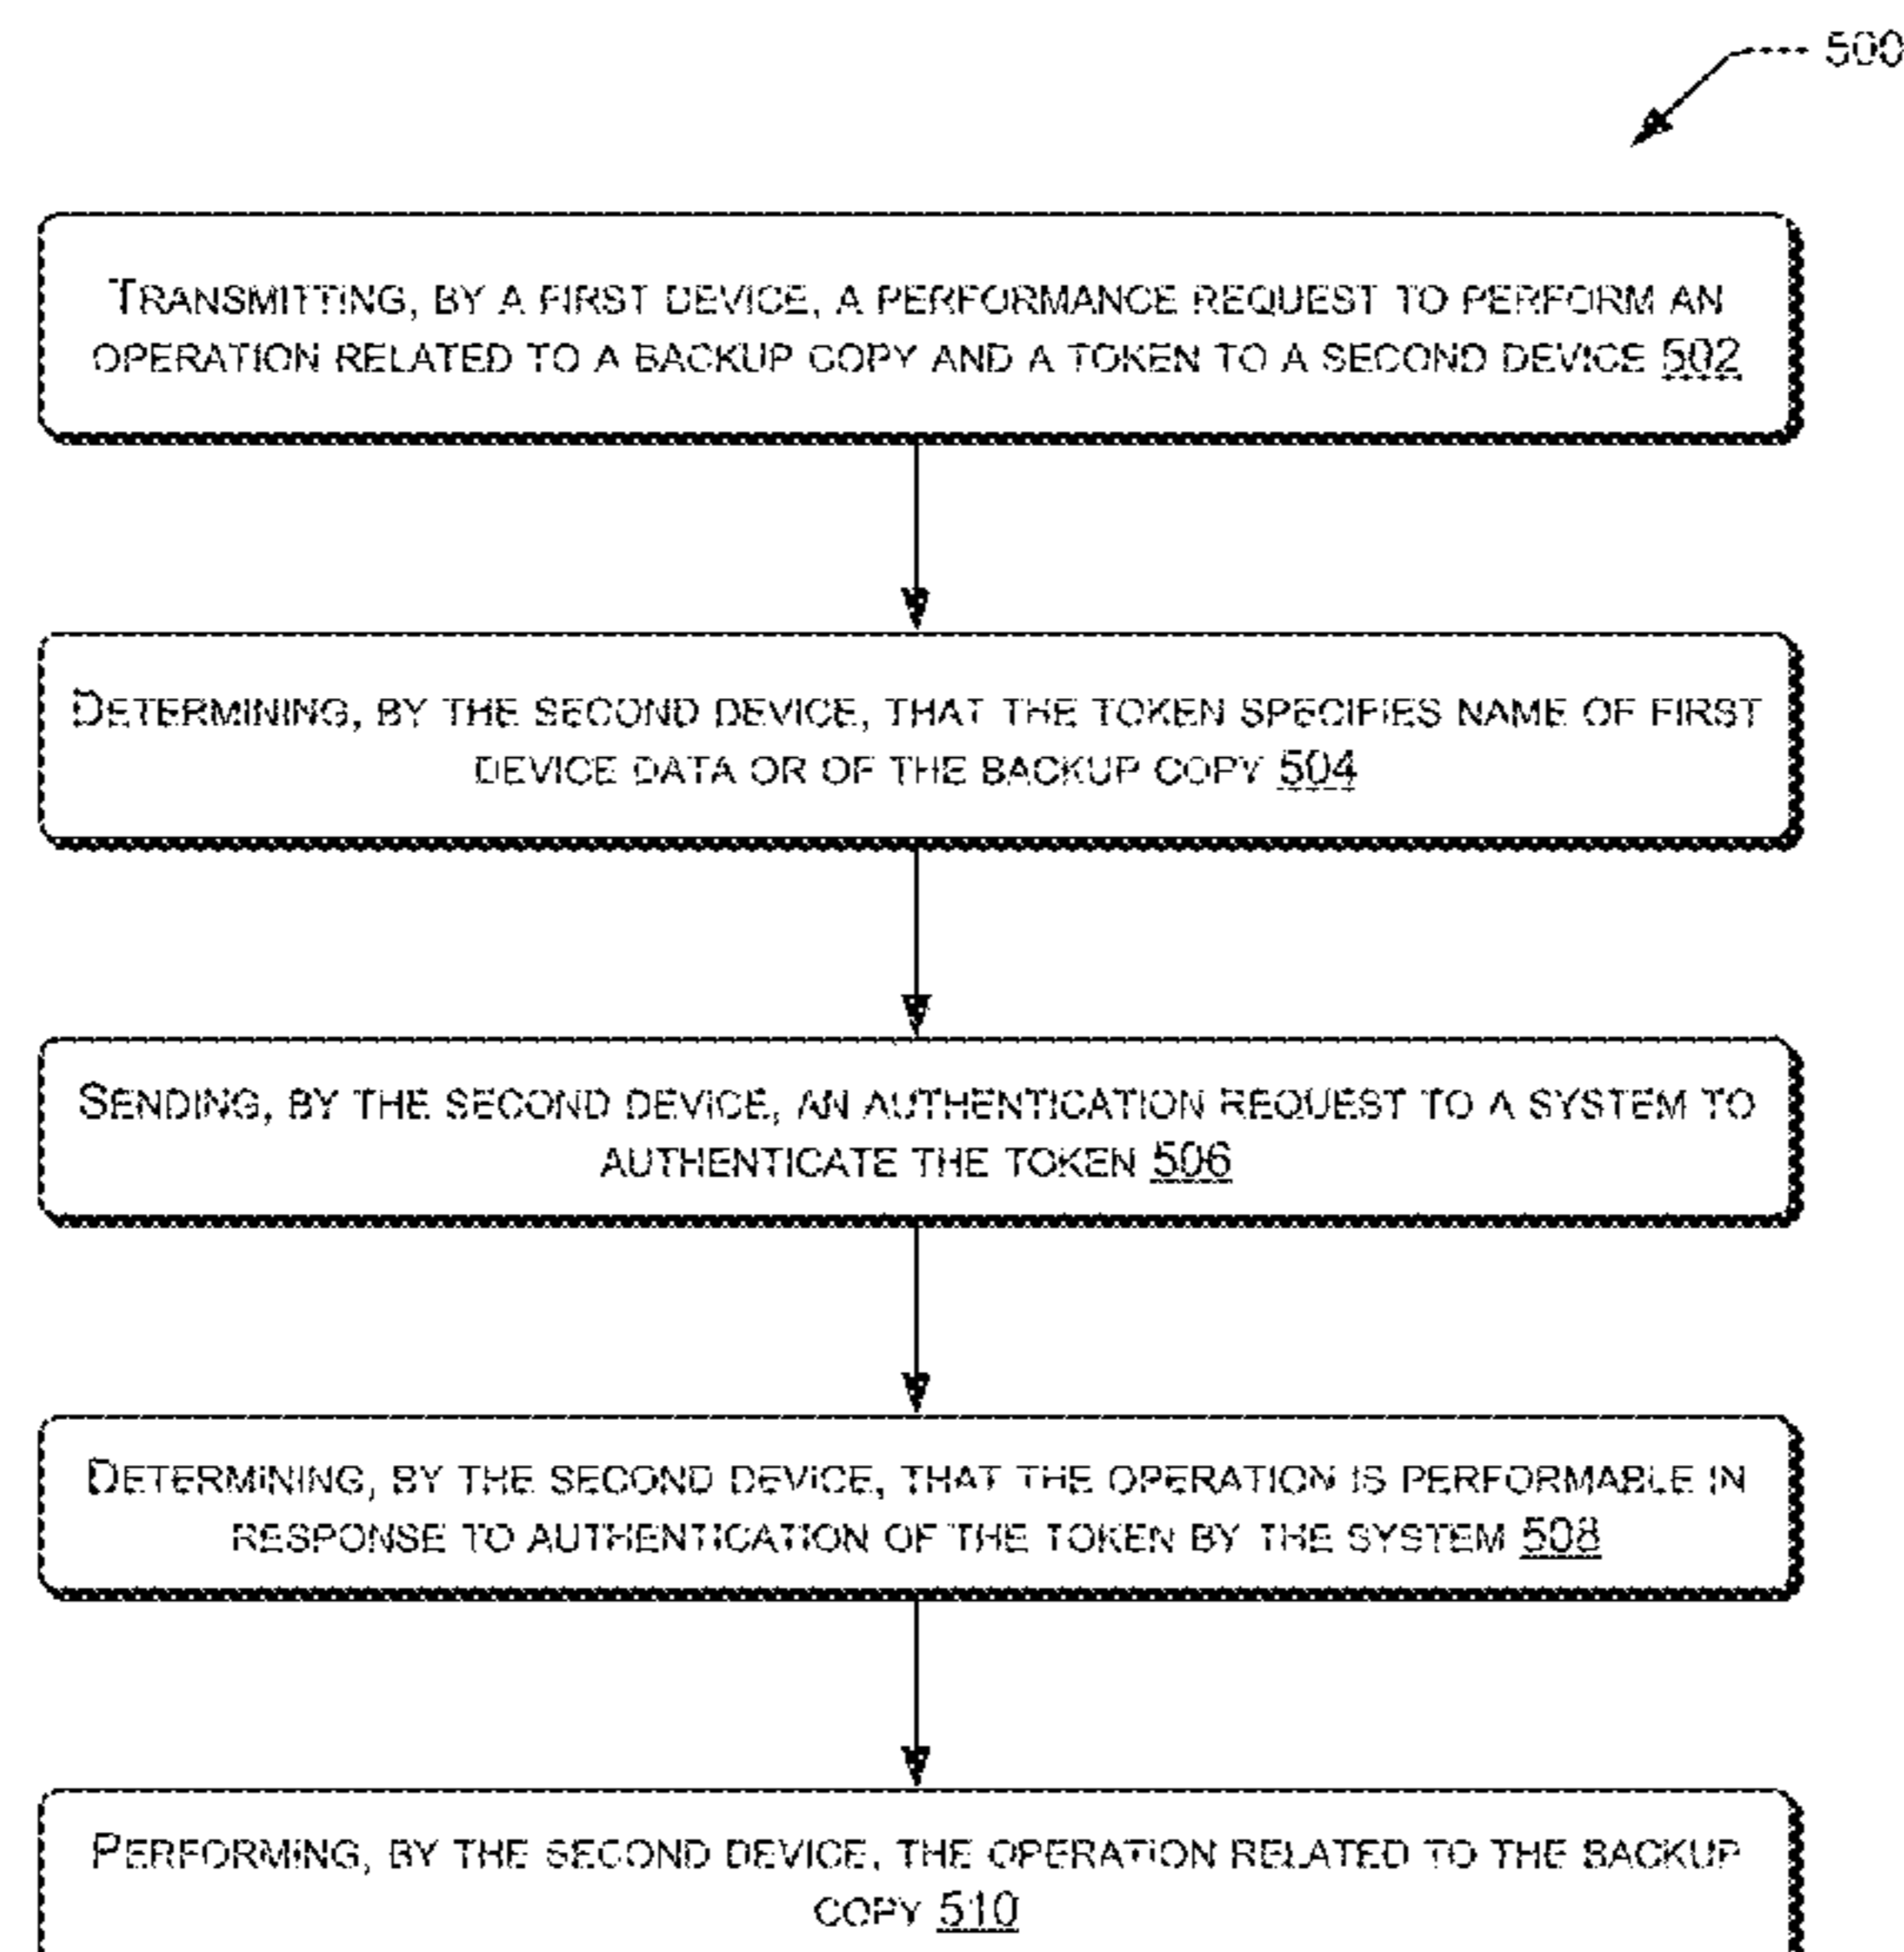 500
TRANSMITTING, BY A FIRST DEVICE, A PERFORMANCE REQUEST TO PERFORM AN
OPERATION RELATED TO A BACKUP COPY AND A TOKEN TO A SECOND DEVICE 502
DETERMINING, BY THE SECOND DEVICE, THAT THE TOKEN SPECIFIES NAME OF FIRST
DEVICE DATA OR OF THE BACKUP COPY 504
SENDING, BY THE SECOND DEVICE, AN AUTHENTICATION REQUEST TO A SYSTEM TO
AUTHENTICATE THE TOKEN 506
DETERMINING, BY THE SECOND DEVICE, THAT THE OPERATION IS PERFORMABLE IN
RESPONSE TO AUTHENTICATION OF THE TOKEN BY THE SYSTEM 508
PERFORMING, BY THE SECOND DEVICE, THE OPERATION RELATED TO THE BACKUP
COPY 510